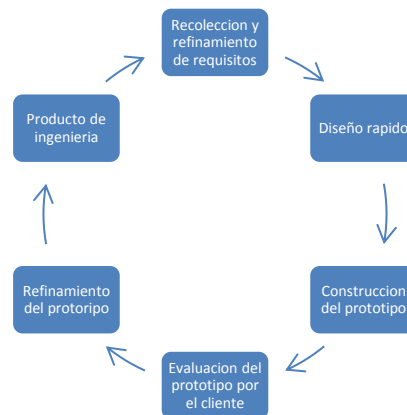 Recoleccion y
refinamiento
de requisitos
Diseño rapido
Construccion
del prototipo
Evaluacion del
prototipo por
el cliente
Refinamiento
del protoripo
Producto de
ingenieria